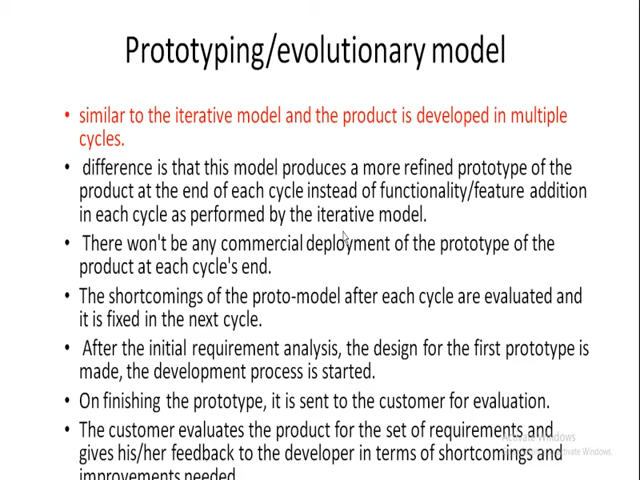 Prototyping/evolutionary model
• similar to the iterative model and the product is developed in multiple
cycles.
• difference is that this model produces a more refined prototype of the
product at the end of each cycle instead of functionality/feature addition
in each cycle as performed by the iterative model.
• There won't be any commercial deployment of the prototype of the
product at each cycle's end.
• The shortcomings of the proto-model after each cycle are evaluated and
it is fixed in the next cycle.
• After the initial requirement analysis, the design for the first prototype is
made, the development process is started.
• On finishing the prototype, it is sent to the customer for evaluation.
• The customer evaluates the product for the set of requirements and
gives his/her feedback to the developer in terms of shortcomings and
improvements needed
Activate Windows
Activate Windows.